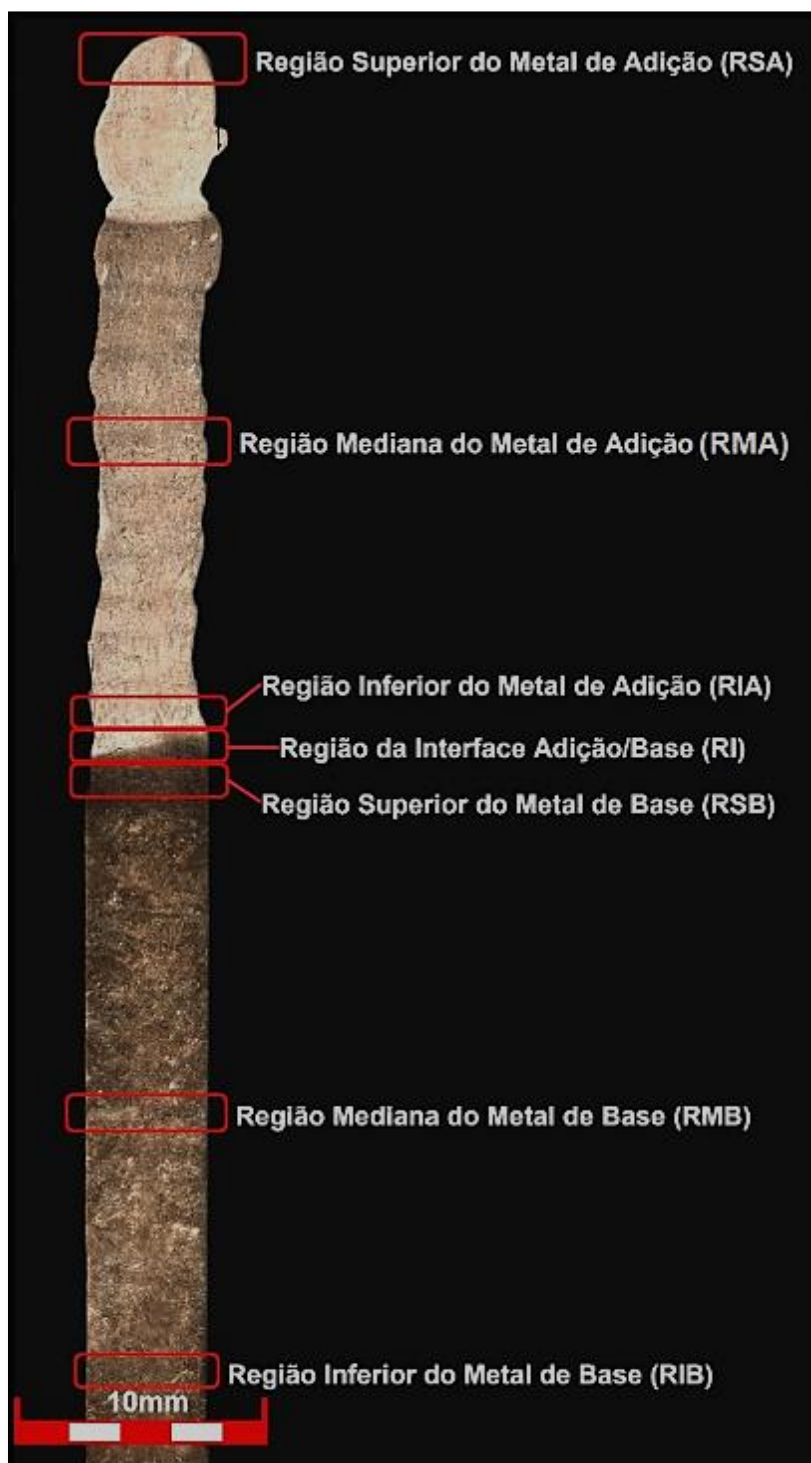 Região Superior do Metal de Adição (RSA)
Região Mediana do Metal de Adição (RMA)
Região Inferior do Metal de Adição (RIA)
Região da Interface Adição/Base (RI)
Região Superior do Metal de Base (RSB)
Região Mediana do Metal de Base (RMB)
Região Inferior do Metal de Base (RIB)
10mm